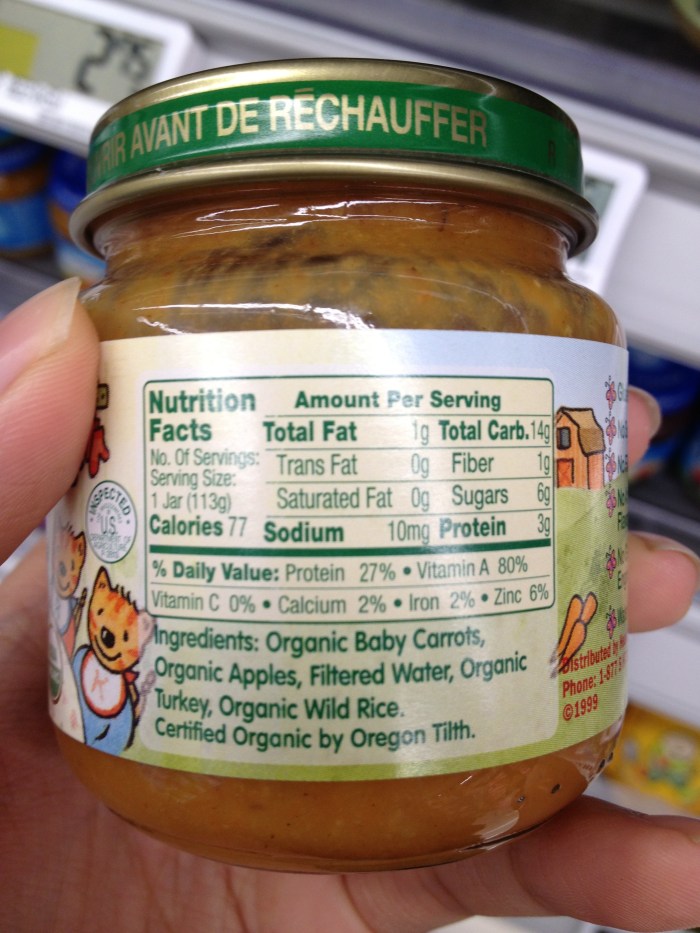 AVANT DE RÉCHAUFFER
Nutrition Facts
No. Of Servings:
Serving Size:
1 Jar (113g)
Calories 77
Amount Per Serving
Total Fat 1g Total Carb. 14g
Trans Fat 0g Fiber 1g
Saturated Fat 0g Sugars 6g
Sodium 10mg Protein 3g
% Daily Value: Protein 27% • Vitamin A 80%
Vitamin C 0% • Calcium 2% • Iron 2% • Zinc 6%
Ingredients: Organic Baby Carrots,
Organic Apples, Filtered Water, Organic
Turkey, Organic Wild Rice.
Certified Organic by Oregon Tilth.
INSPECTED
U.S.
Distributed by
Phone: 1-877
©1999